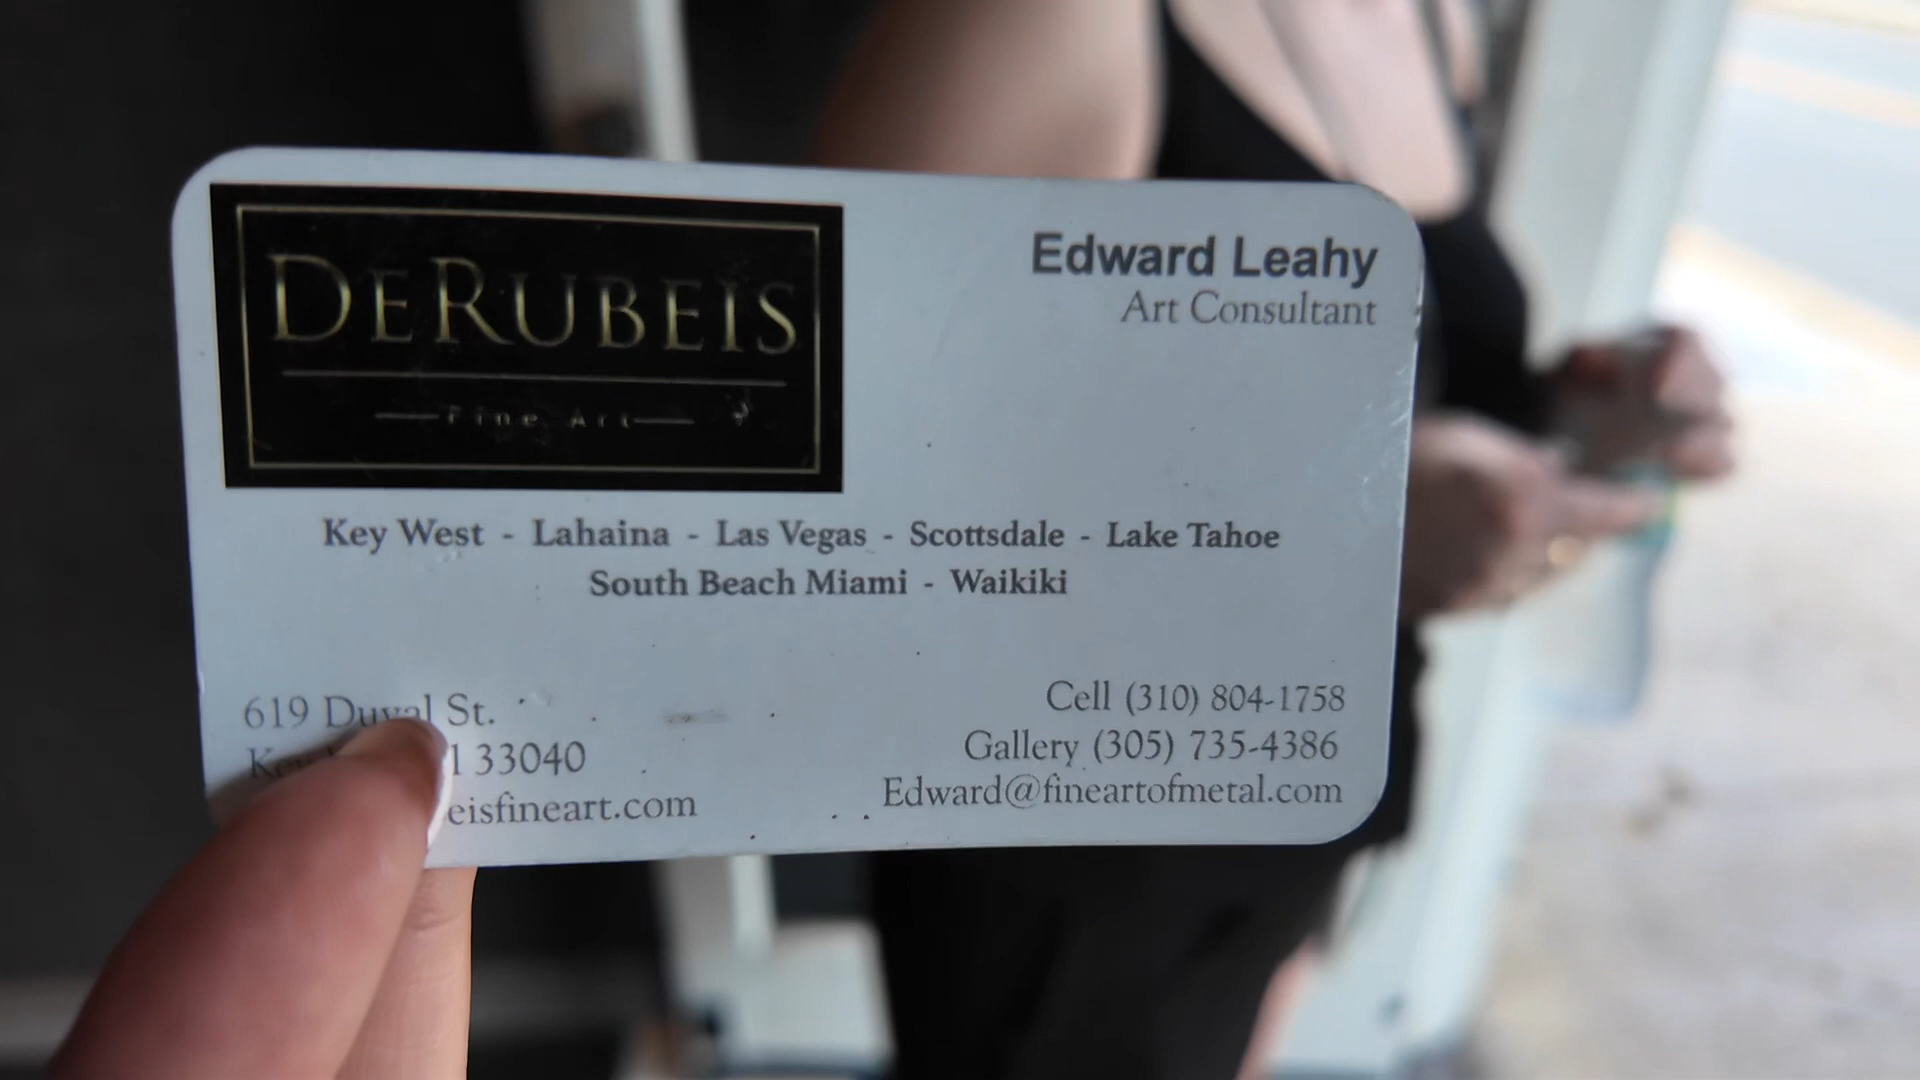 DERUBEIS
Fine Art
Edward Leahy
Art Consultant
Key West - Lahaina - Las Vegas - Scottsdale - Lake Tahoe
South Beach Miami - Waikiki
619 Duval St.
33040
eisfineart.com
Cell (310) 804-1758
Gallery (305) 735-4386
Edward@fineartofmetal.com